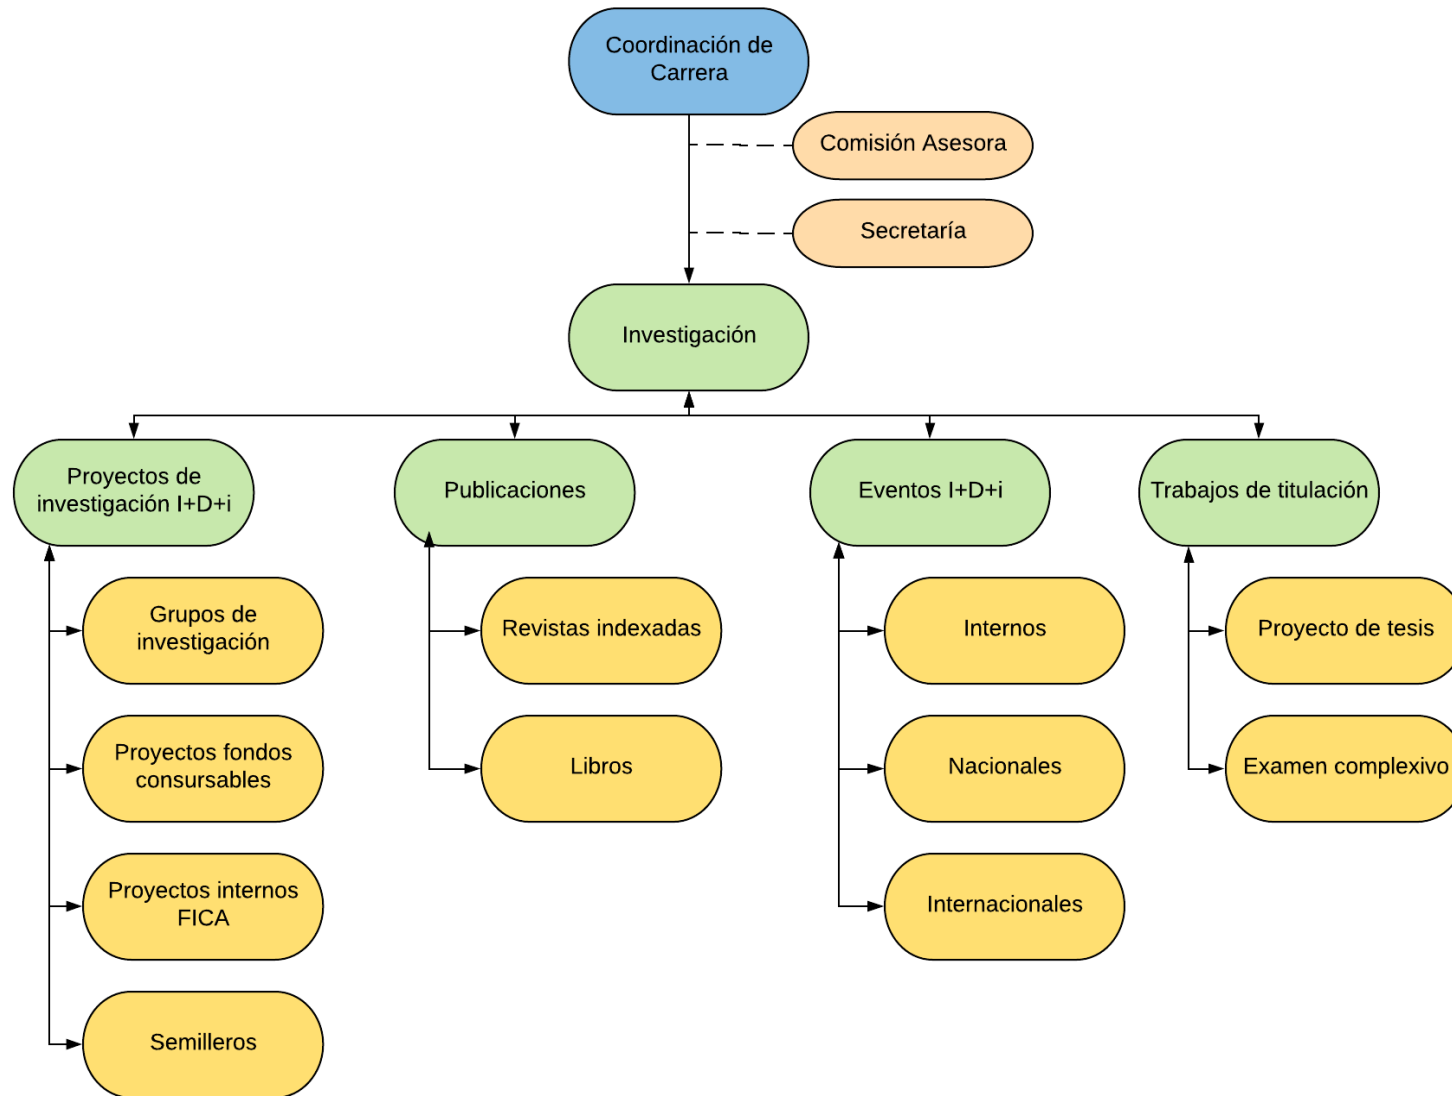 Coordinación de
Carrera
Comisión Asesora
Secretaría
Investigación
Proyectos de
investigación I+D+i
Publicaciones
Eventos I+D+i
Trabajos de titulación
Grupos de
investigación
Revistas indexadas
Internos
Proyecto de tesis
Proyectos fondos
consursables
Libros
Nacionales
Examen complexivo
Proyectos internos
FICA
Internacionales
Semilleros